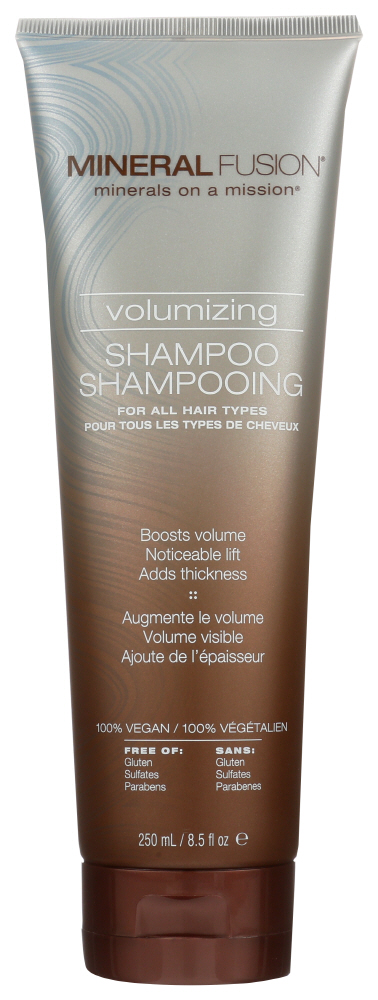 MINERAL FUSION®
minerals on a mission®
volumizing
SHAMPOO
SHAMPOOING
FOR ALL HAIR TYPES
POUR TOUS LES TYPES DE CHEVEUX
Boosts volume
Noticeable lift
Adds thickness
::
Augmente le volume
Volume visible
Ajoute de l'épaisseur
100% VEGAN / 100% VÉGÉTALIEN
FREE OF: SANS:
Gluten Gluten
Sulfates Sulfates
Parabens Parabenes
250 mL / 8.5 fl oz ℮